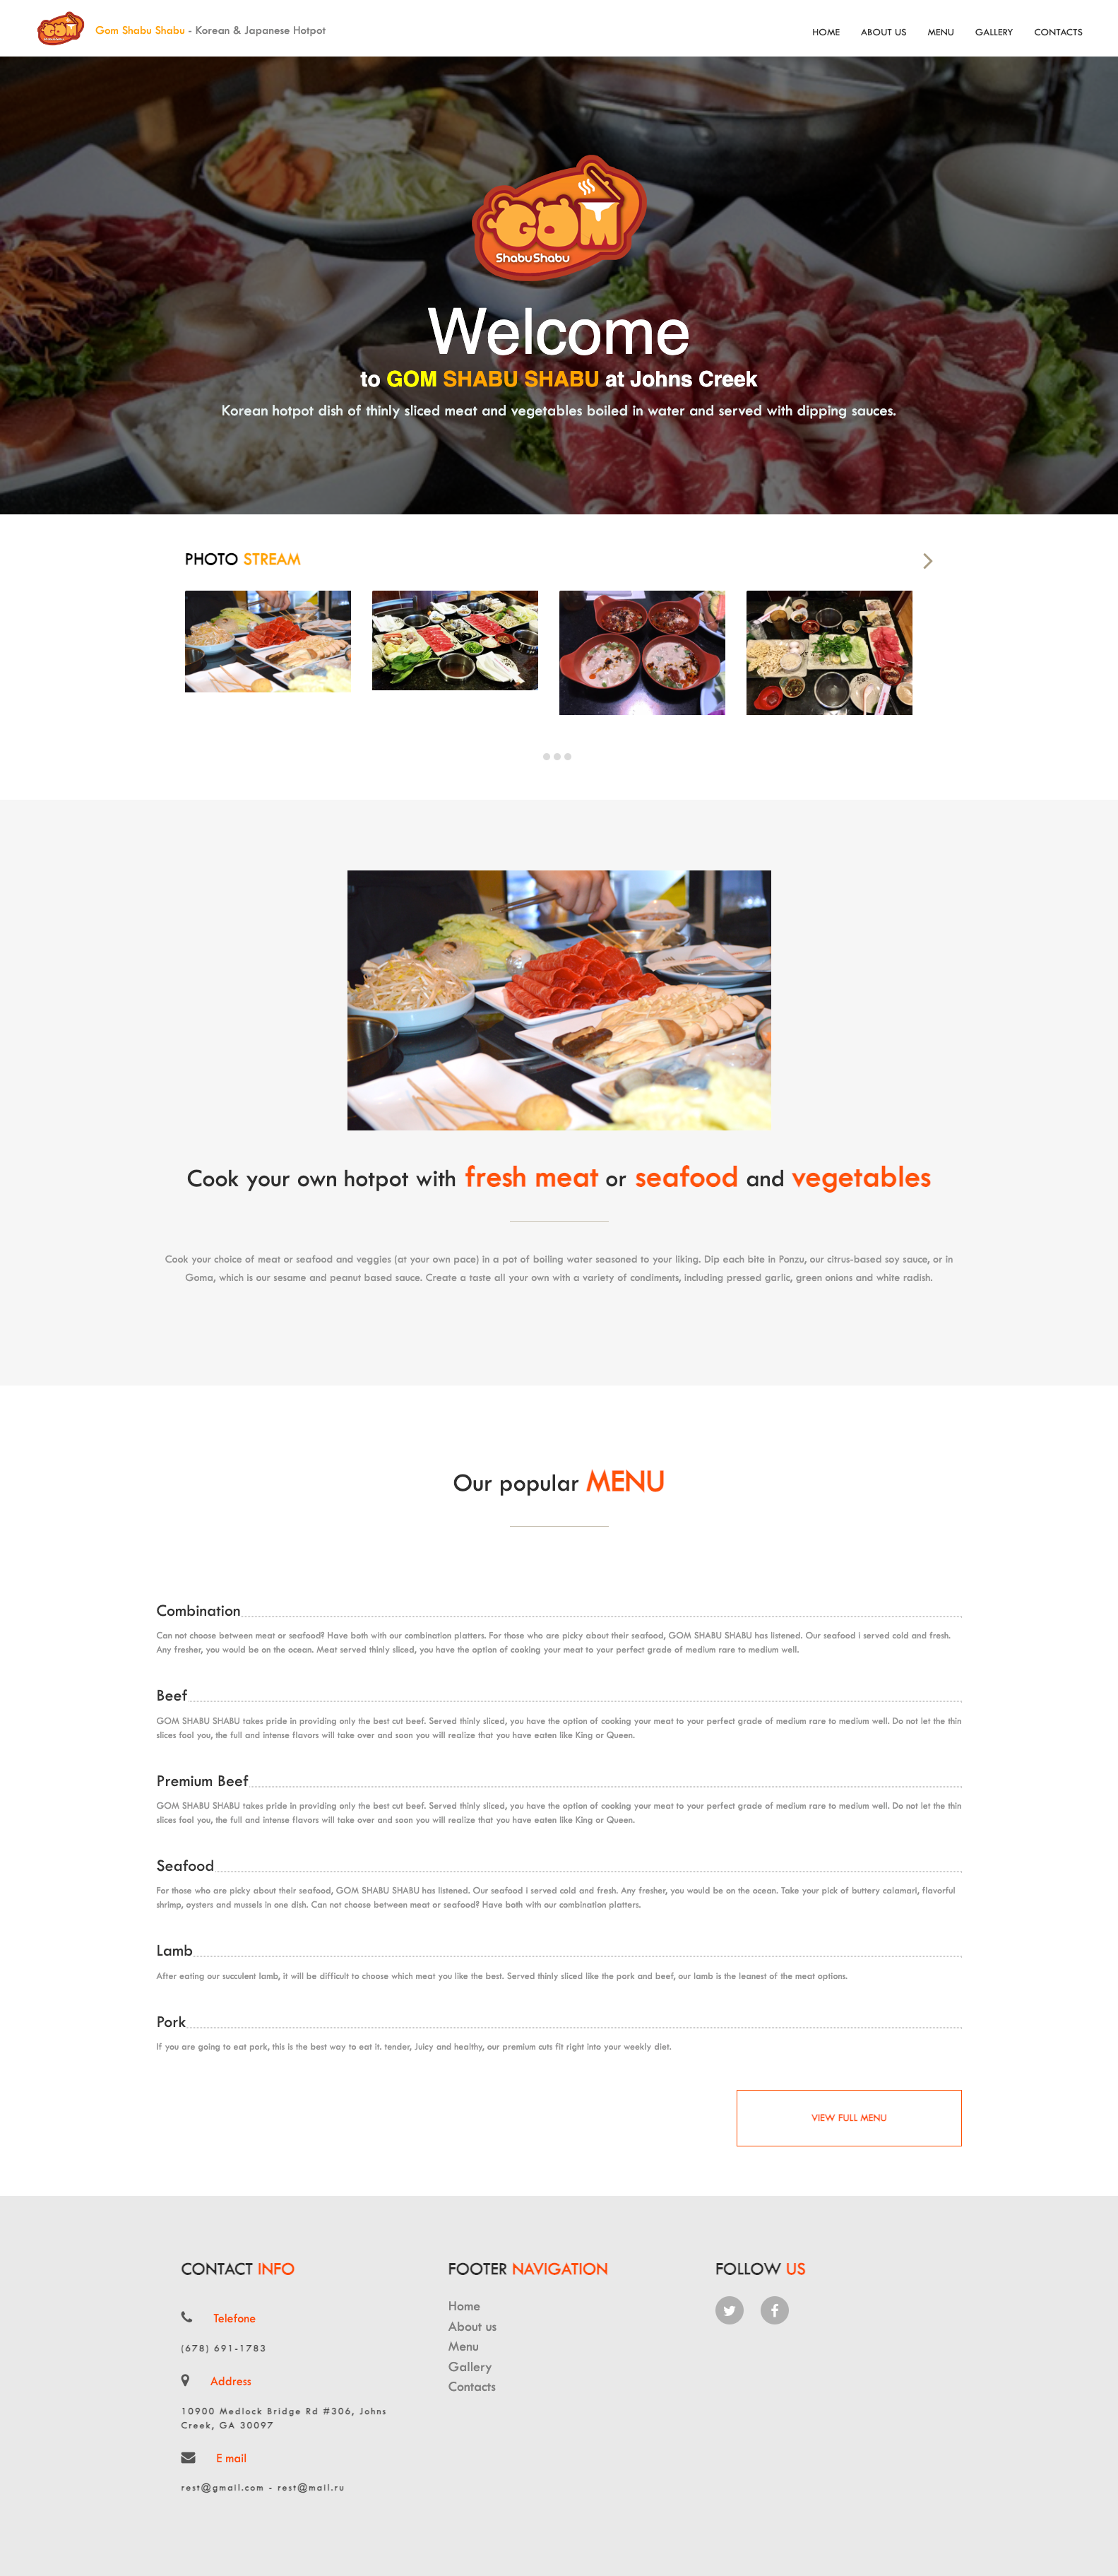 GOM
Gom Shabu Shabu - Korean & Japanese Hotpot
HOME ABOUT US MENU GALLERY CONTACTS
GOM
ShabuShabu
Welcome
to GOM SHABU SHABU at Johns Creek
Korean hotpot dish of thinly sliced meat and vegetables boiled in water and served with dipping sauces.
PHOTO STREAM
Cook your own hotpot with fresh meat or seafood and vegetables
Cook your choice of meat or seafood and veggies (at your own pace) in a pot of boiling water seasoned to your liking. Dip each bite in Ponzu, our citrus-based soy sauce, or in
Goma, which is our sesame and peanut based sauce. Create a taste all your own with a variety of condiments, including pressed garlic, green onions and white radish.
Our popular MENU
Combination
Can not choose between meat or seafood? Have both with our combination platters. For those who are picky about their seafood, GOM SHABU SHABU has listened. Our seafood i served cold and fresh.
Any fresher, you would be on the ocean. Meat served thinly sliced, you have the option of cooking your meat to your perfect grade of medium rare to medium well.
Beef
GOM SHABU SHABU takes pride in providing only the best cut beef. Served thinly sliced, you have the option of cooking your meat to your perfect grade of medium rare to medium well. Do not let the thin
slices fool you, the full and intense flavors will take over and soon you will realize that you have eaten like King or Queen.
Premium Beef
GOM SHABU SHABU takes pride in providing only the best cut beef. Served thinly sliced, you have the option of cooking your meat to your perfect grade of medium rare to medium well. Do not let the thin
slices fool you, the full and intense flavors will take over and soon you will realize that you have eaten like King or Queen.
Seafood
For those who are picky about their seafood, GOM SHABU SHABU has listened. Our seafood i served cold and fresh. Any fresher, you would be on the ocean. Take your pick of buttery calamari, flavorful
shrimp, oysters and mussels in one dish. Can not choose between meat or seafood? Have both with our combination platters.
Lamb
After eating our succulent lamb, it will be difficult to choose which meat you like the best. Served thinly sliced like the pork and beef, our lamb is the leanest of the meat options.
Pork
If you are going to eat pork, this is the best way to eat it. tender, Juicy and healthy, our premium cuts fit right into your weekly diet.
VIEW FULL MENU
CONTACT INFO
Telefone
(678) 691-1783
Address
10900 Medlock Bridge Rd #306, Johns
Creek, GA 30097
E mail
rest@gmail.com - rest@mail.ru
FOOTER NAVIGATION
Home
About us
Menu
Gallery
Contacts
FOLLOW US